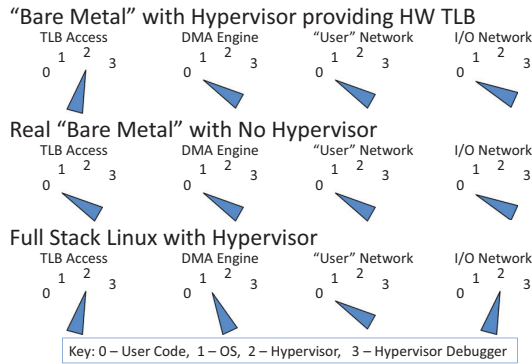 "Bare Metal" with Hypervisor providing HW TLB
TLB Access DMA Engine "User" Network I/O Network
0 1 2 3 0 1 2 3 0 1 2 3 0 1 2 3
Real "Bare Metal" with No Hypervisor
TLB Access DMA Engine "User" Network I/O Network
0 1 2 3 0 1 2 3 0 1 2 3 0 1 2 3
Full Stack Linux with Hypervisor
TLB Access DMA Engine "User" Network I/O Network
0 1 2 3 0 1 2 3 0 1 2 3 0 1 2 3
Key: 0 – User Code, 1 – OS, 2 – Hypervisor, 3 – Hypervisor Debugger